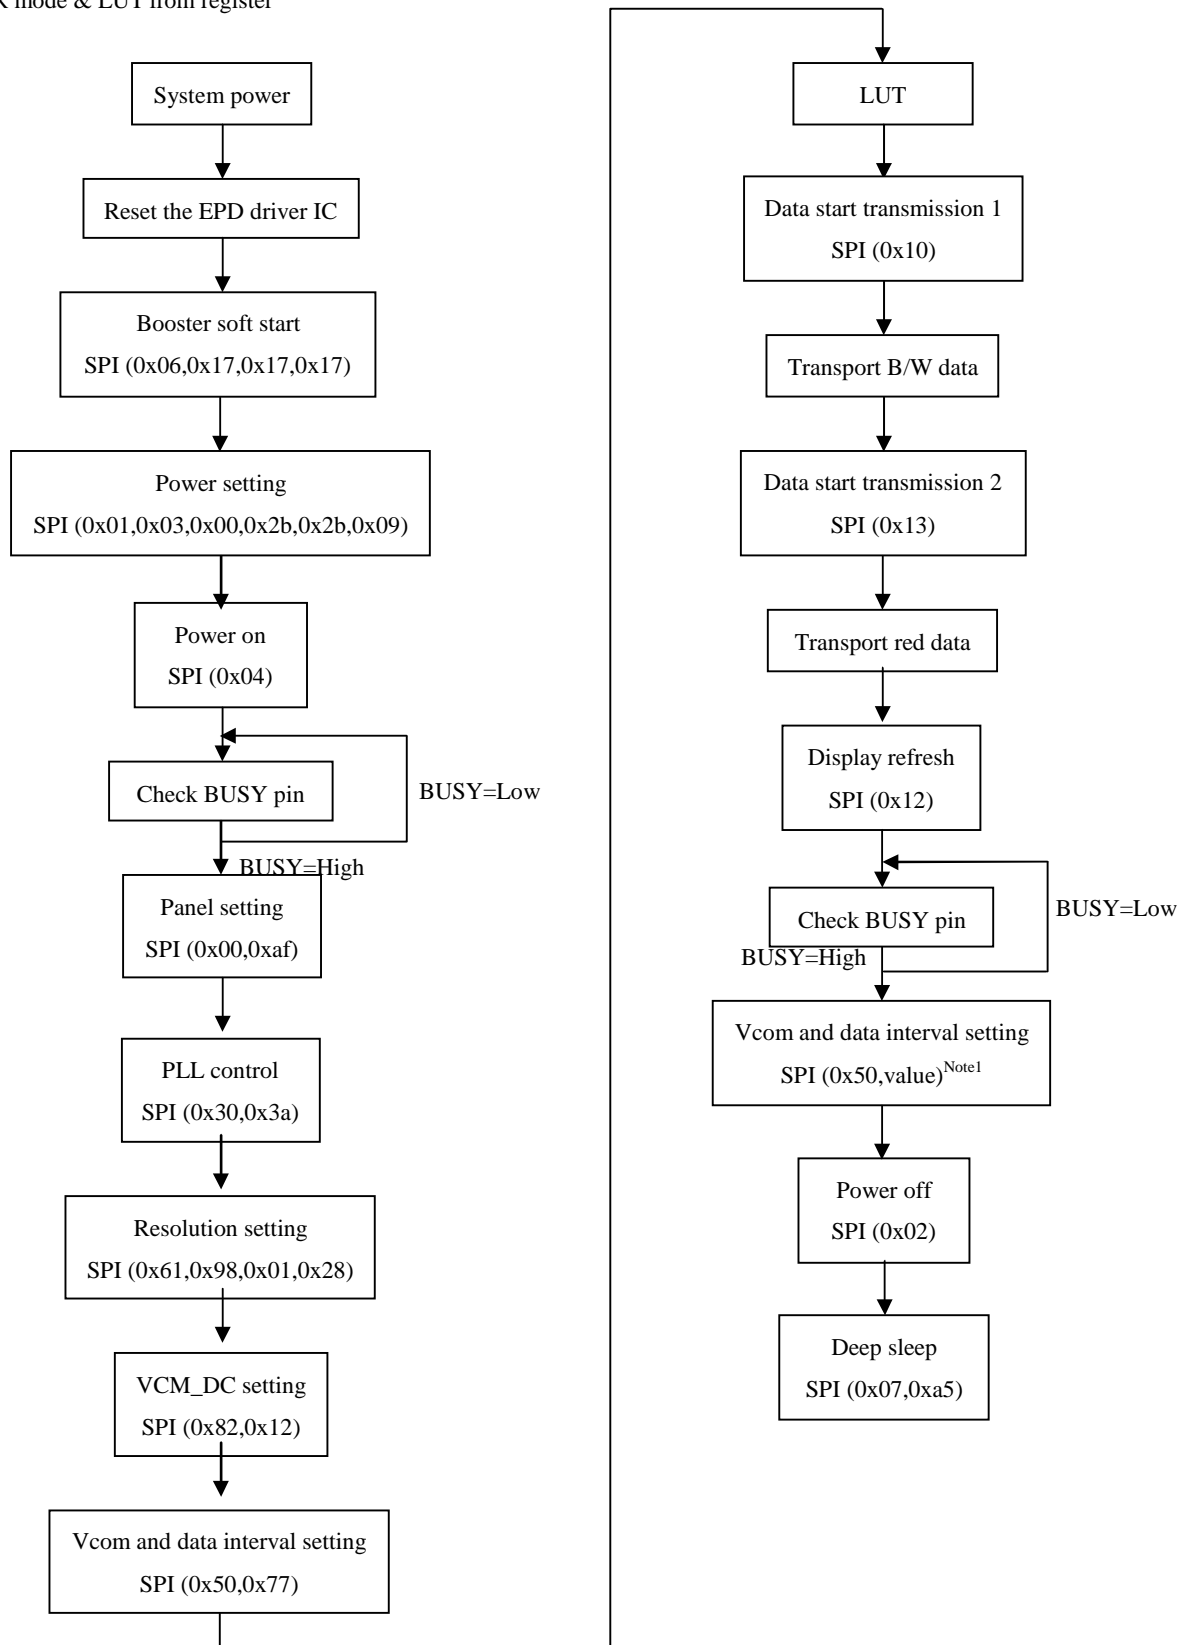 mode & LUT from register
System power
Reset the EPD driver IC
Booster soft start
SPI (0x06,0x17,0x17,0x17)
Power setting
SPI (0x01,0x03,0x00,0x2b,0x2b,0x09)
Power on
SPI (0x04)
Check BUSY pin
BUSY=Low
BUSY=High
Panel setting
SPI (0x00,0xaf)
PLL control
SPI (0x30,0x3a)
Resolution setting
SPI (0x61,0x98,0x01,0x28)
VCM_DC setting
SPI (0x82,0x12)
Vcom and data interval setting
SPI (0x50,0x77)
LUT
Data start transmission 1
SPI (0x10)
Transport B/W data
Data start transmission 2
SPI (0x13)
Transport red data
Display refresh
SPI (0x12)
Check BUSY pin
BUSY=Low
BUSY=High
Vcom and data interval setting
SPI (0x50,value)Note1
Power off
SPI (0x02)
Deep sleep
SPI (0x07,0xa5)